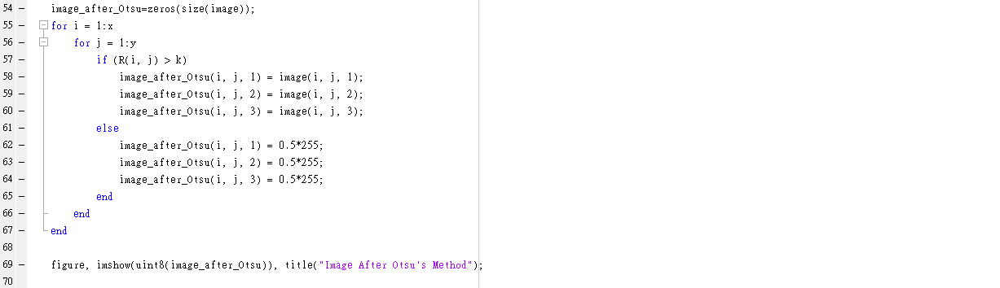 54 – image_after_Otsu=zeros(size(image));
55 – for i = 1:x
56 – for j = 1:y
57 – if (R(i, j) > k)
58 – image_after_Otsu(i, j, 1) = image(i, j, 1);
59 – image_after_Otsu(i, j, 2) = image(i, j, 2);
60 – image_after_Otsu(i, j, 3) = image(i, j, 3);
61 – else
62 – image_after_Otsu(i, j, 1) = 0.5*255;
63 – image_after_Otsu(i, j, 2) = 0.5*255;
64 – image_after_Otsu(i, j, 3) = 0.5*255;
65 – end
66 – end
67 – end
68
69 – figure, imshow(uint8(image_after_Otsu)), title("Image After Otsu's Method");
70